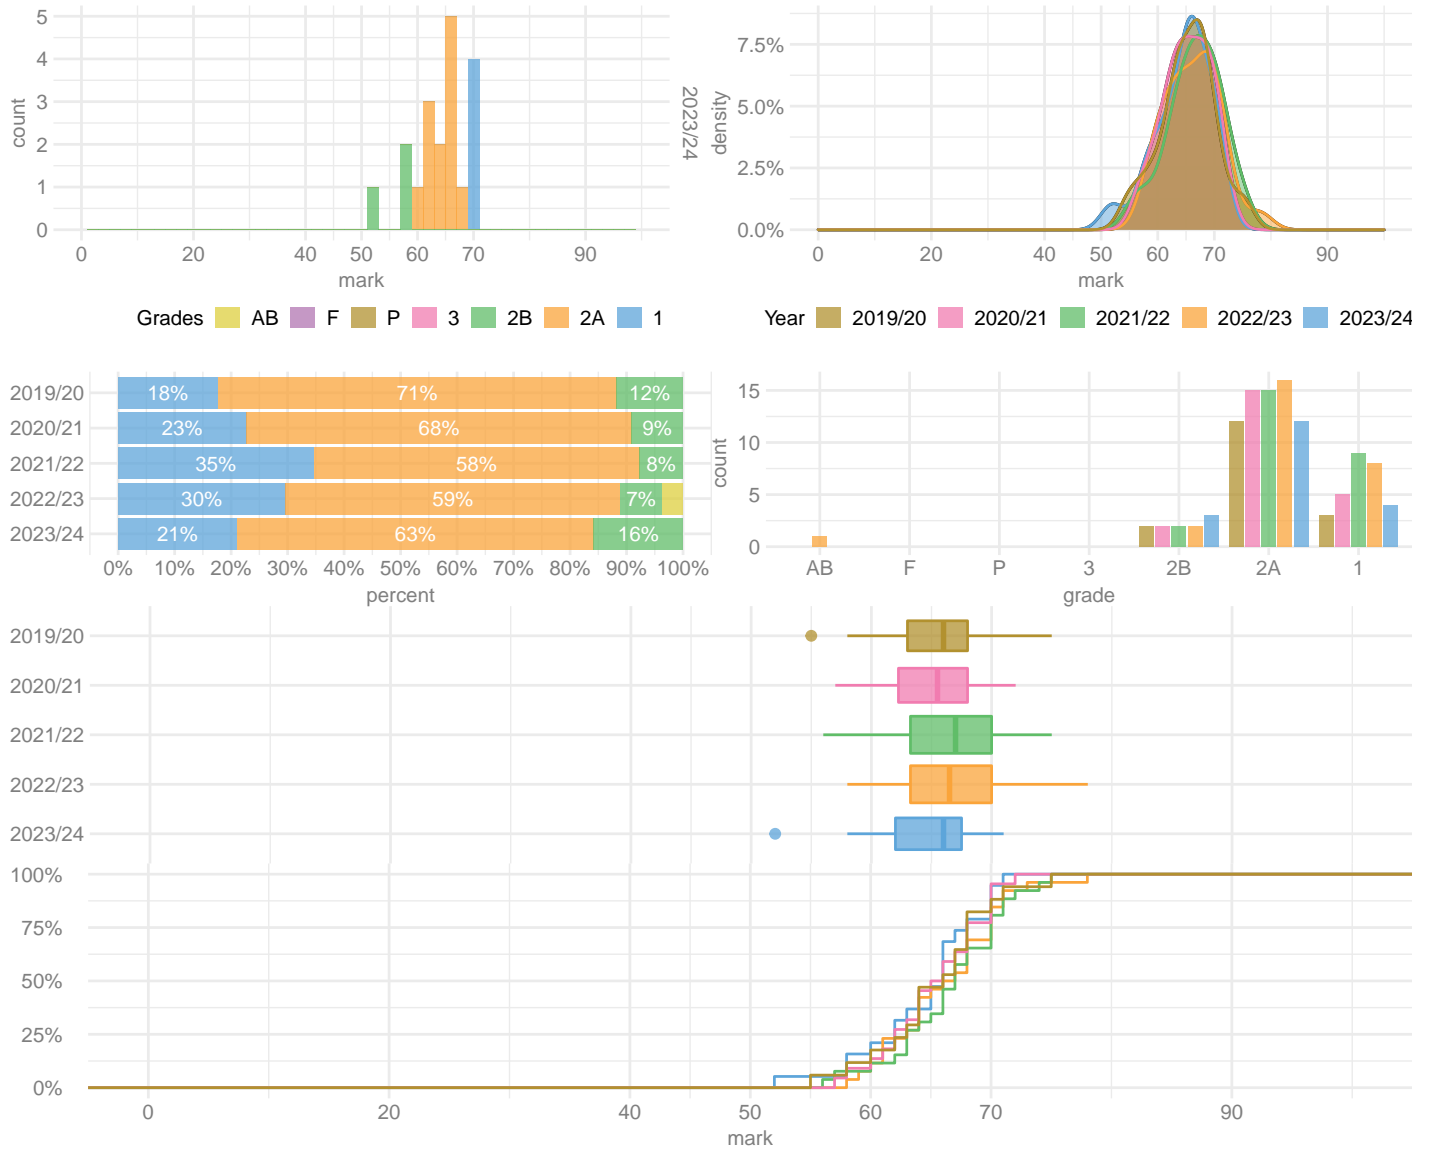 5
4
3
2
1
0
count
0 20 40 50 60 70 90
mark
2023/24
7.5%
5.0%
2.5%
0.0%
density
0 20 40 50 60 70 90
mark
Grades AB F P 3 2B 2A 1
Year 2019/20 2020/21 2021/22 2022/23 2023/24
2019/20 18% 71% 12%
2020/21 23% 68% 9%
2021/22 35% 58% 8%
2022/23 30% 59% 7%
2023/24 21% 63% 16%
0% 10% 20% 30% 40% 50% 60% 70% 80% 90% 100%
percent
15
10
5
0
count
AB F P 3 2B 2A 1
grade
2019/20
2020/21
2021/22
2022/23
2023/24
100%
75%
50%
25%
0%
0 20 40 50 60 70 90
mark